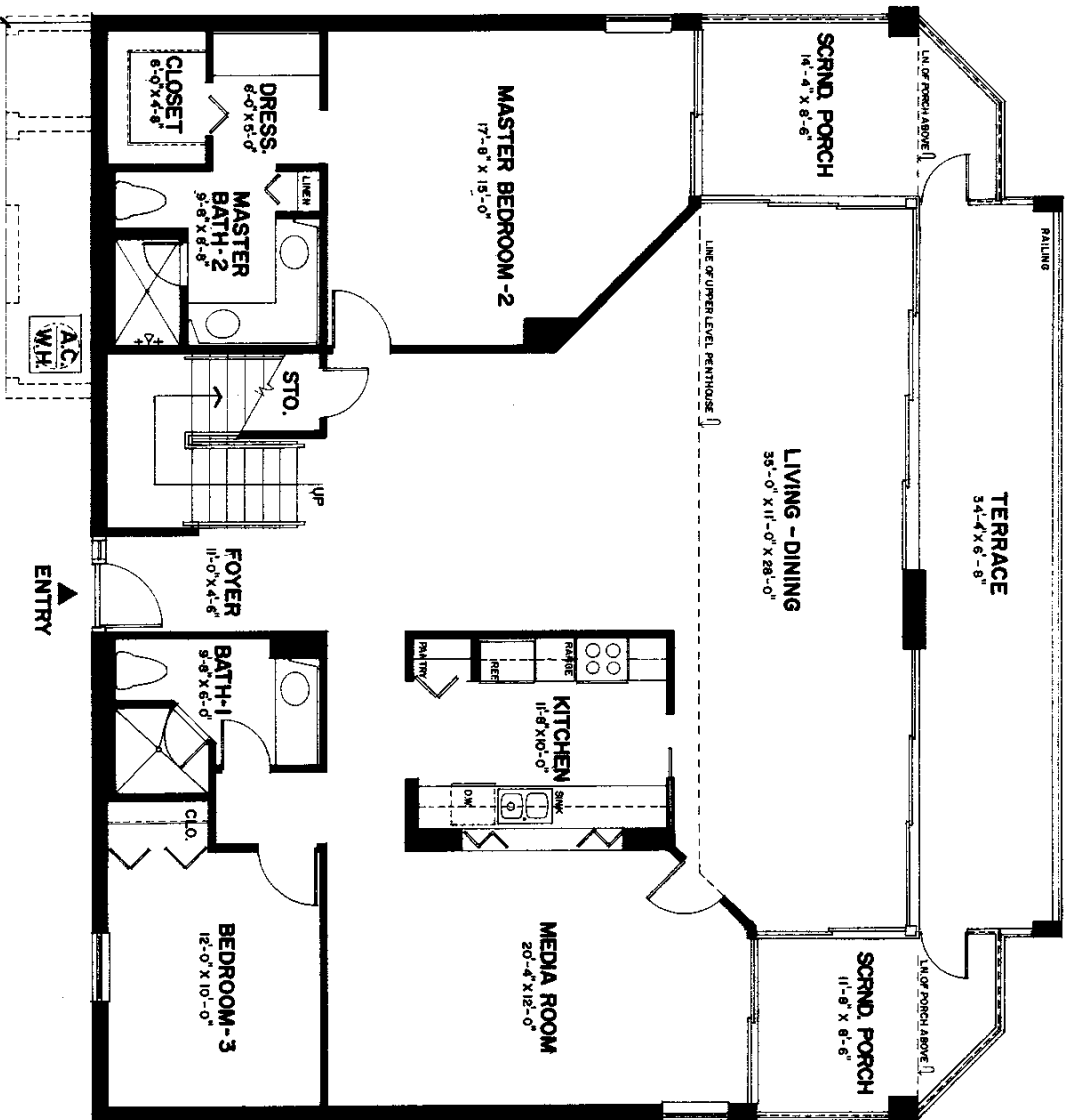 SCRND. PORCH
14'-4" X 8'-6"
LN. OF PORCH ABOVE
RAILING
TERRACE
34'-4" X 6'-8"
SCRND. PORCH
11'-8" X 8'-6"
LN. OF PORCH ABOVE
LIVING - DINING
35'-0" X 11'-0" X 28'-0"
LINE OF UPPER LEVEL PENTHOUSE
MASTER BEDROOM-2
17'-8" X 15'-0"
KITCHEN
11'-8" X 10'-0"
PANTRY
REF.
RANGE
SINK
D.W.
MEDIA ROOM
20'-4" X 12'-0"
CLOSET
6'-0" X 4'-8"
DRESS.
6'-0" X 5'-0"
LINEN
MASTER
BATH-2
9'-8" X 8'-8"
STO.
UP
FOYER
11'-0" X 4'-6"
BATH-1
9'-8" X 6'-0"
CLO.
BEDROOM-3
12'-0" X 10'-0"
A.C.
W.H.
ENTRY